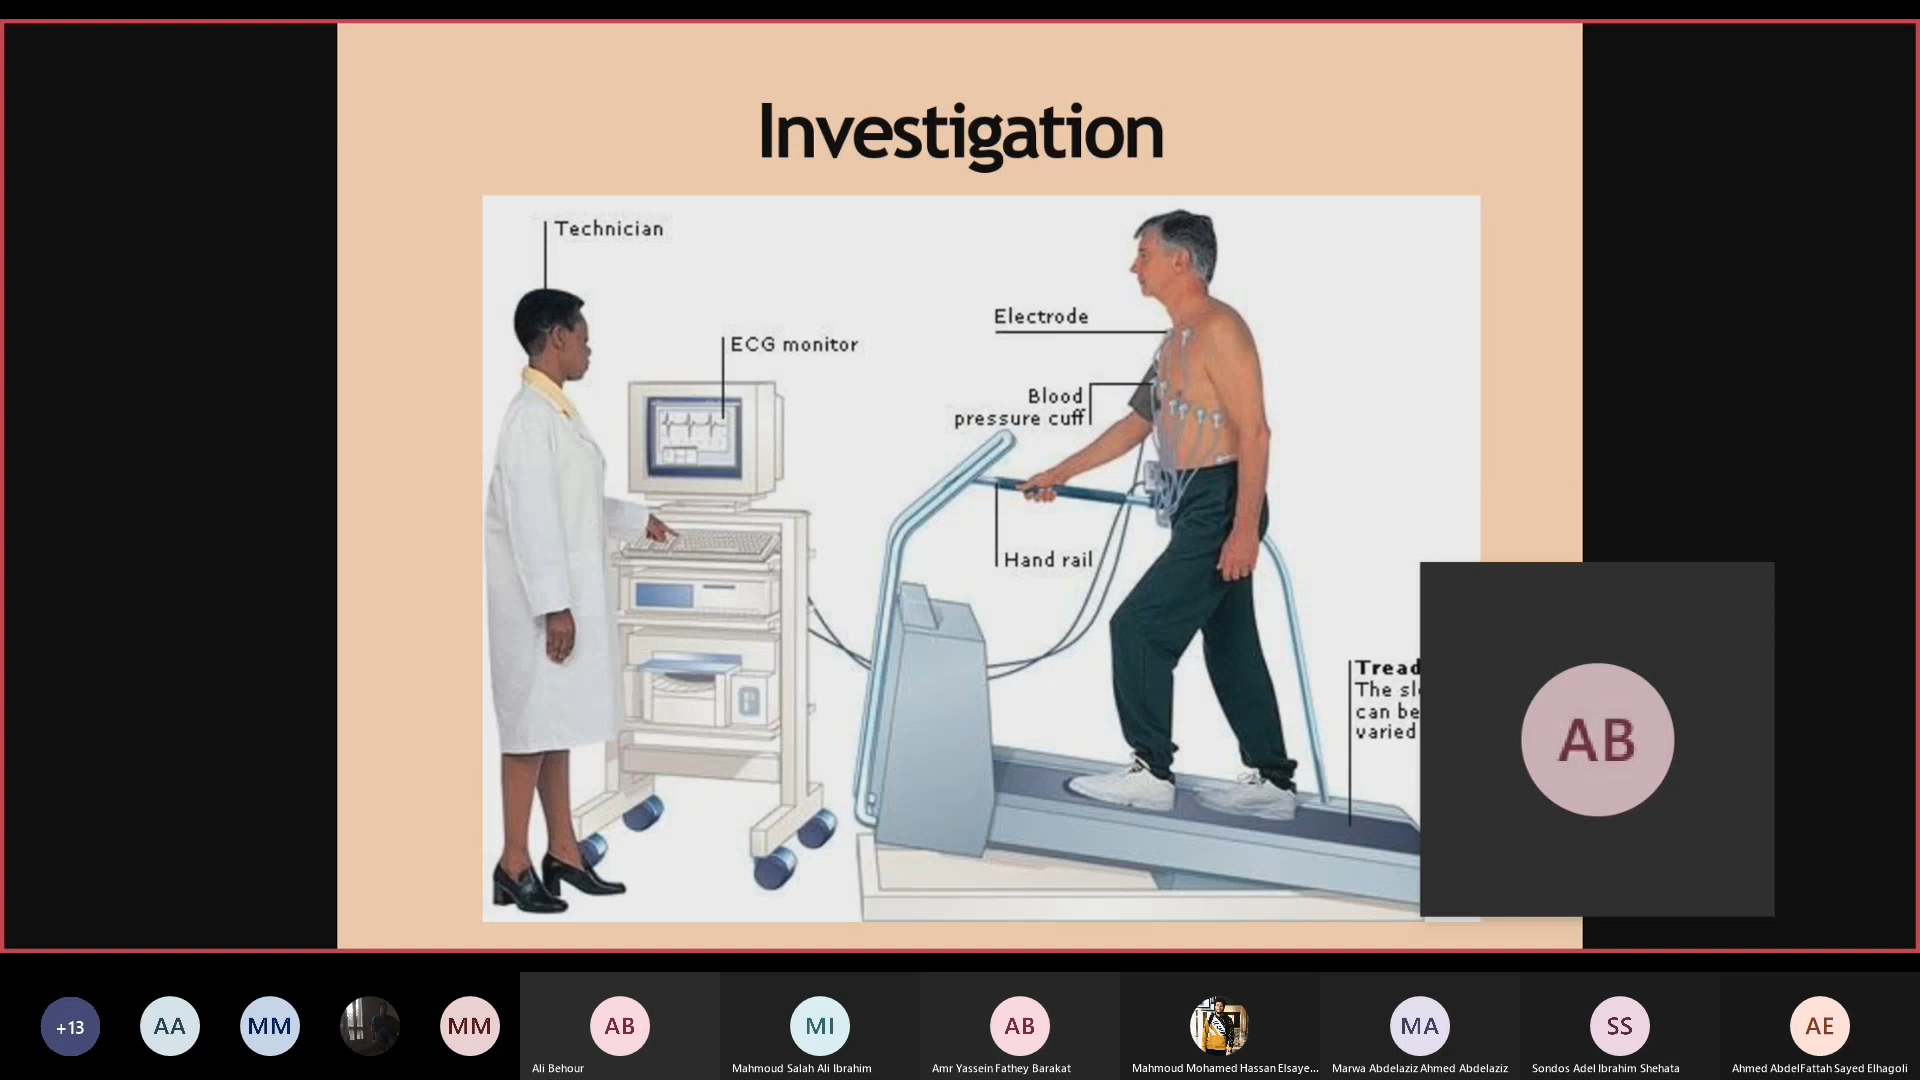 Investigation
Technician
ECG monitor
Electrode
Blood
pressure cuff
Hand rail
Tread
The sl
can be
varied
AB
+13
AA
MM
MM
AB
MI
AB
MA
SS
AE
Ali Behour
Mahmoud Salah Ali Ibrahim
Amr Yassein Fathey Barakat
Mahmoud Mohamed Hassan Elsaye...
Marwa Abdelaziz Ahmed Abdelaziz
Sondos Adel Ibrahim Shehata
Ahmed AbdelFattah Sayed Elhagoli